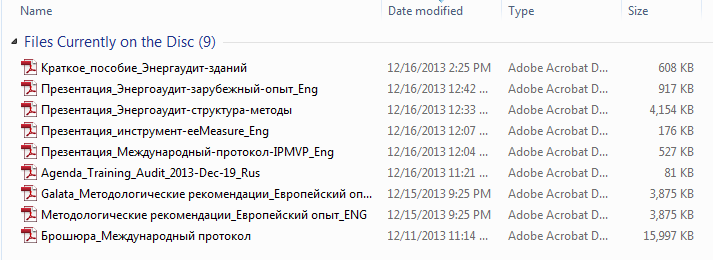 Name Date modified Type Size
Files Currently on the Disc (9)
Краткое_пособие_Энергаудит-зданий 12/16/2013 2:25 PM Adobe Acrobat D... 608 KB
Презентация_Энергоаудит-зарубежный-опыт_Eng 12/16/2013 12:42 ... Adobe Acrobat D... 917 KB
Презентация_Энергоаудит-структура-методы 12/16/2013 12:33 ... Adobe Acrobat D... 4,154 KB
Презентация_инструмент-eeMeasure_Eng 12/16/2013 12:07 ... Adobe Acrobat D... 176 KB
Презентация_Международный-протокол-IPMVP_Eng 12/16/2013 12:04 ... Adobe Acrobat D... 527 KB
Agenda_Training_Audit_2013-Dec-19_Rus 12/16/2013 11:21 ... Adobe Acrobat D... 81 KB
Galata_Методологические рекомендации_Европейский оп... 12/15/2013 9:25 PM Adobe Acrobat D... 3,875 KB
Методологические рекомендации_Европейский опыт_ENG 12/15/2013 9:25 PM Adobe Acrobat D... 3,875 KB
Брошюра_Международный протокол 12/11/2013 11:14 ... Adobe Acrobat D... 15,997 KB